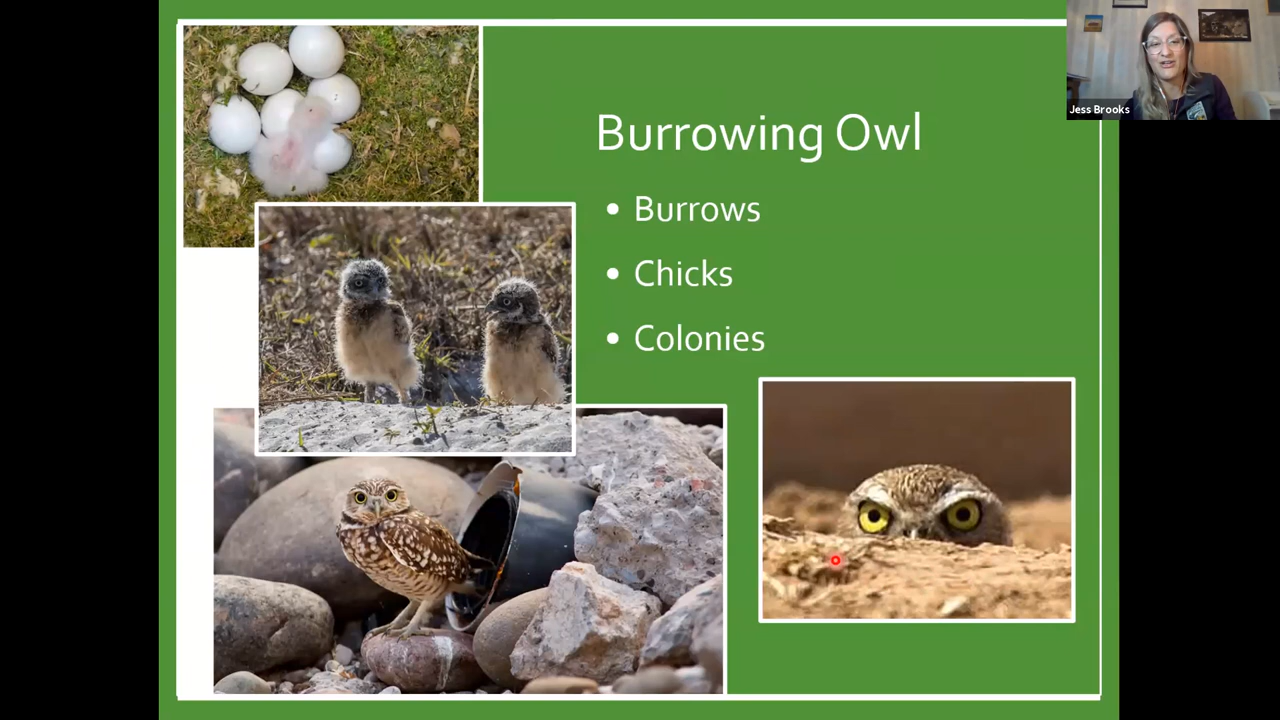 Jess Brooks
Burrowing Owl
• Burrows
• Chicks
• Colonies